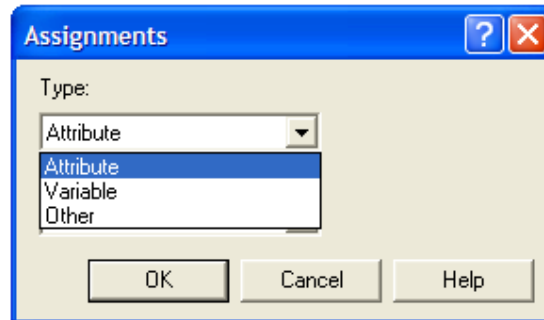 Assignments
Type:
Attribute
Attribute
Variable
Other
OK Cancel Help